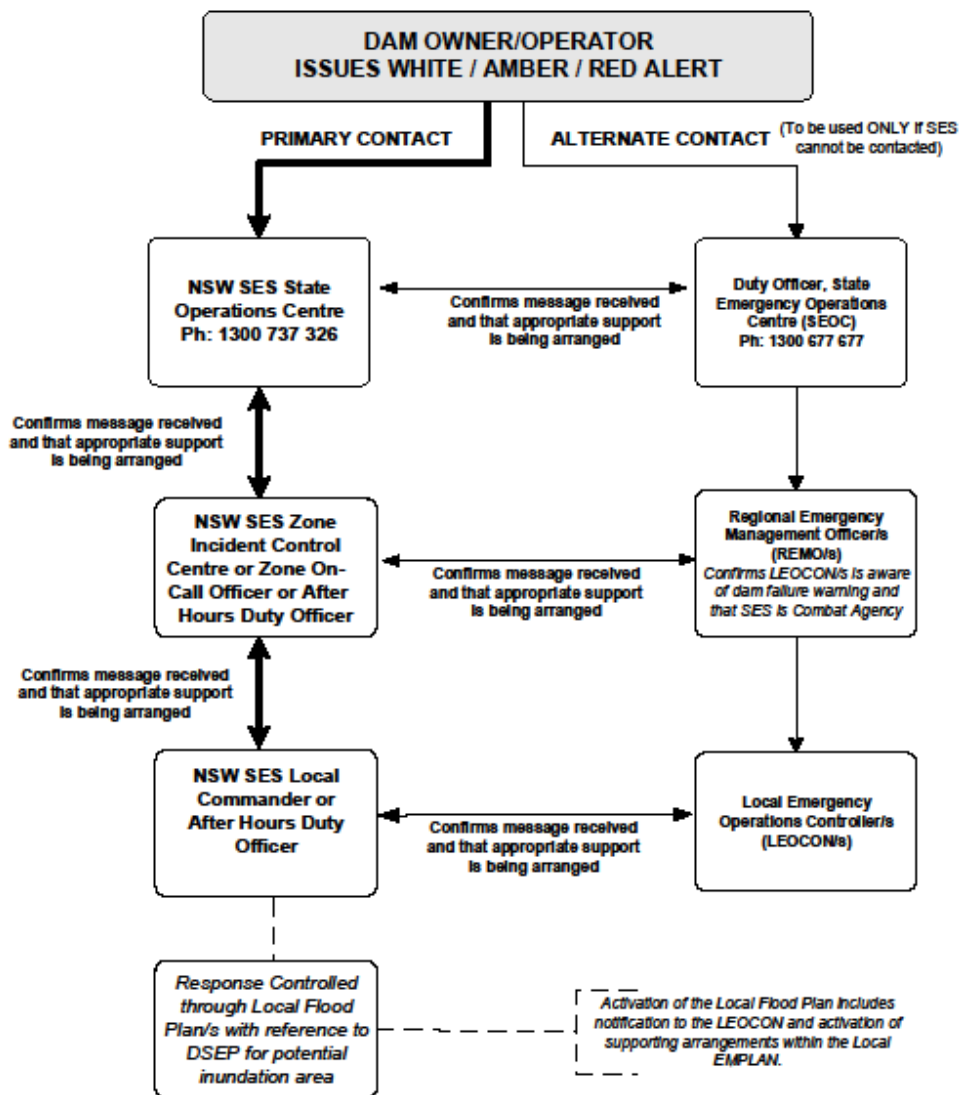 DAM OWNER/OPERATOR
ISSUES WHITE / AMBER / RED ALERT
PRIMARY CONTACT
ALTERNATE CONTACT
(To be used ONLY if SES
cannot be contacted)
NSW SES State
Operations Centre
Ph: 1300 737 326
Confirms message received
and that appropriate support
is being arranged
Duty Officer, State
Emergency Operations
Centre (SEOC)
Ph: 1300 677 677
Confirms message received
and that appropriate support
is being arranged
NSW SES Zone
Incident Control
Centre or Zone On-
Call Officer or After
Hours Duty Officer
Confirms message received
and that appropriate support
is being arranged
Regional Emergency
Management Officer/s
(REMO/s)
Confirms LEOCON/s is aware
of dam failure warning and
that SES is Combat Agency
Confirms message received
and that appropriate support
is being arranged
NSW SES Local
Commander or
After Hours Duty
Officer
Confirms message received
and that appropriate support
is being arranged
Local Emergency
Operations Controller/s
(LEOCON/s)
Response Controlled
through Local Flood
Plan/s with reference to
DSEP for potential
inundation area
Activation of the Local Flood Plan includes
notification to the LEOCON and activation of
supporting arrangements within the Local
EMPLAN.